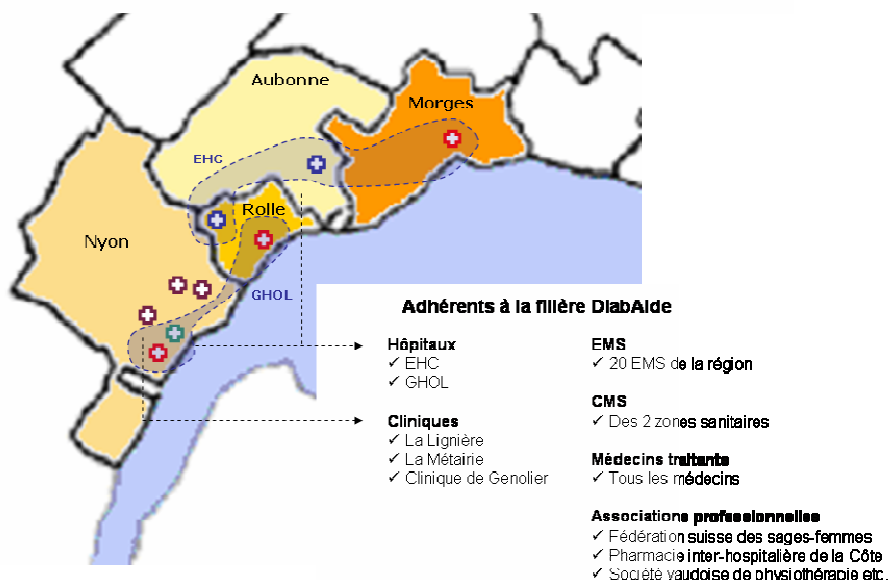 Aubonne
Morges
EHC
Rolle
Nyon
GHOL
Adhérents à la filière DiabAide
Hôpitaux
✓ EHC
✓ GHOL
Cliniques
✓ La Lignière
✓ La Métairie
✓ Clinique de Genolier
EMS
✓ 20 EMS de la région
CMS
✓ Des 2 zones sanitaires
Médecins traitants
✓ Tous les médecins
Associations professionnelles
✓ Fédération suisse des sages-femmes
✓ Pharmacie inter-hospitalière de la Côte
✓ Société vaudoise de physiothérapie etc.